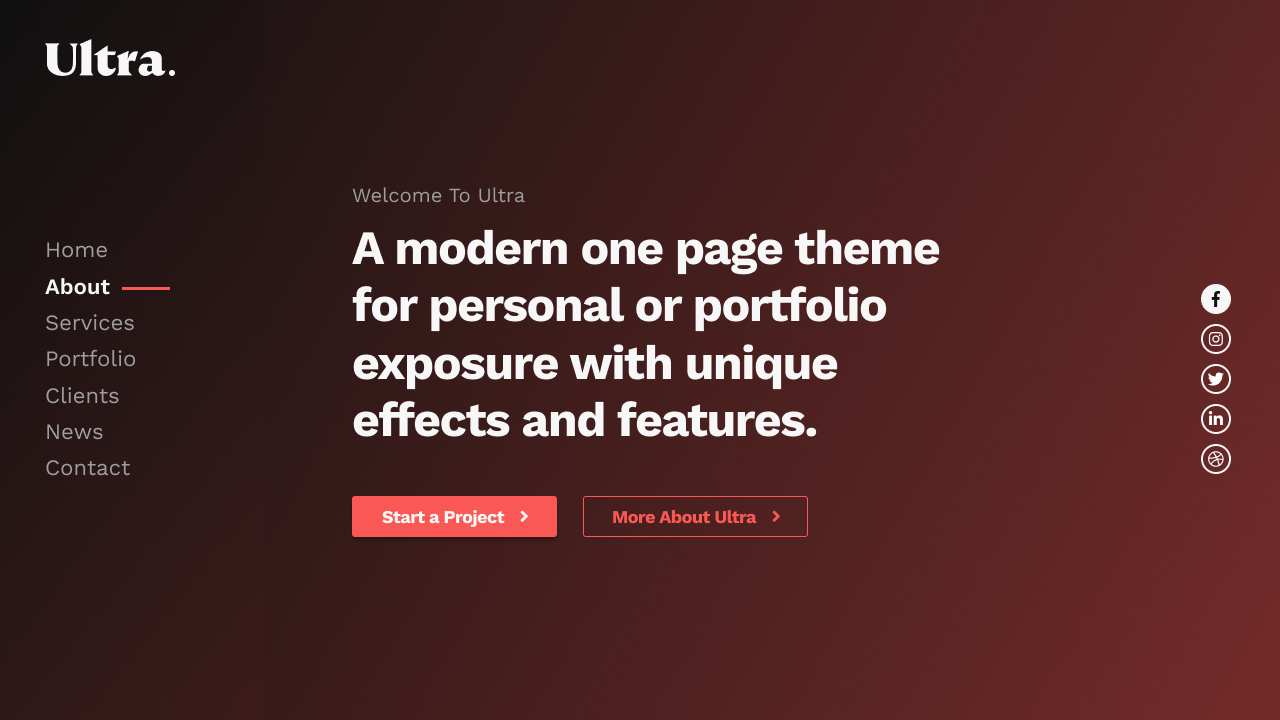 Ultra.
Home
About
Services
Portfolio
Clients
News
Contact
Welcome To Ultra
A modern one page theme
for personal or portfolio
exposure with unique
effects and features.
Start a Project
More About Ultra